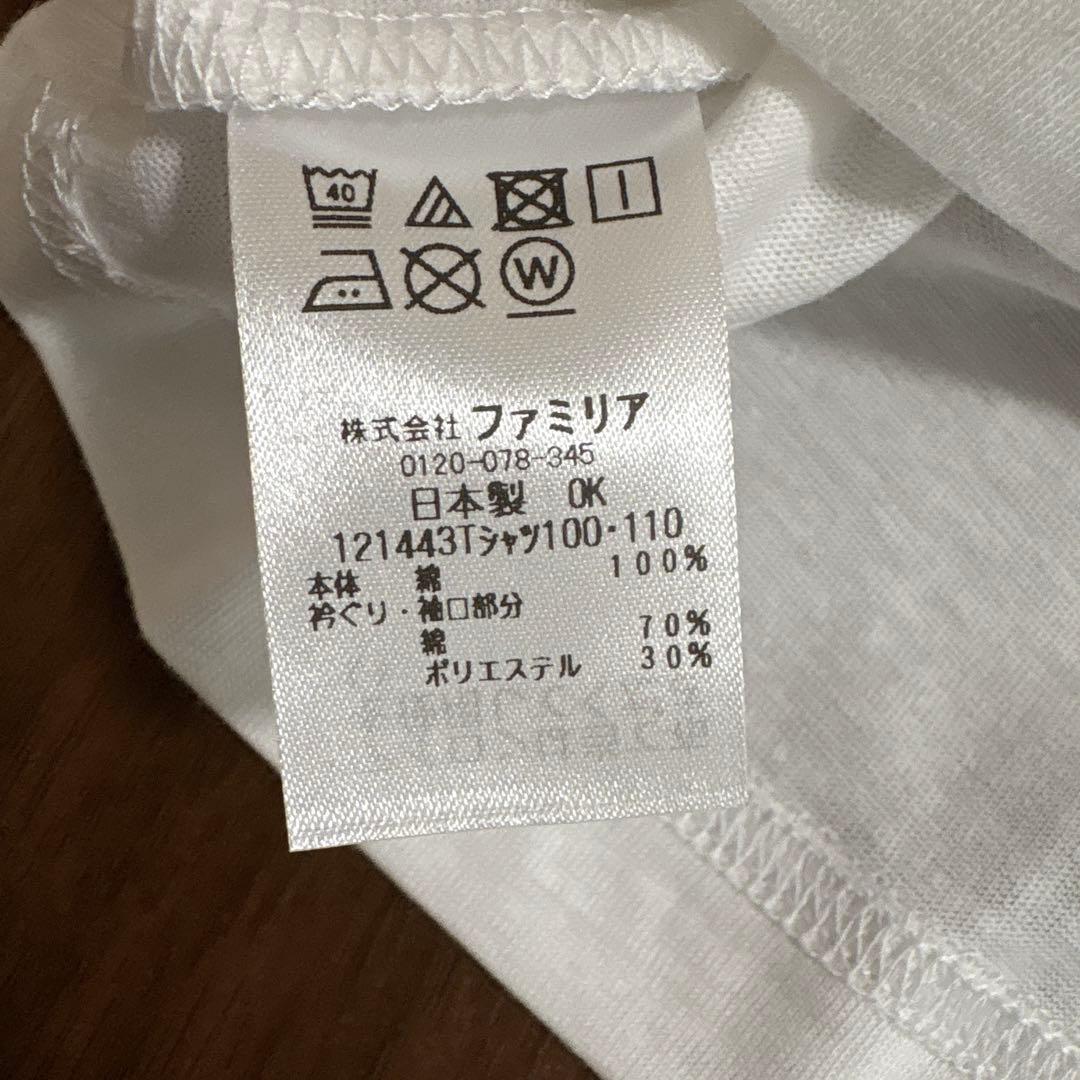 40
W
株式会社 ファミリア
0120-078-345
日本製 OK
121443Tシャツ100・110
本体 綿 100%
衿ぐり・袖口部分
綿 70%
ポリエステル 30%